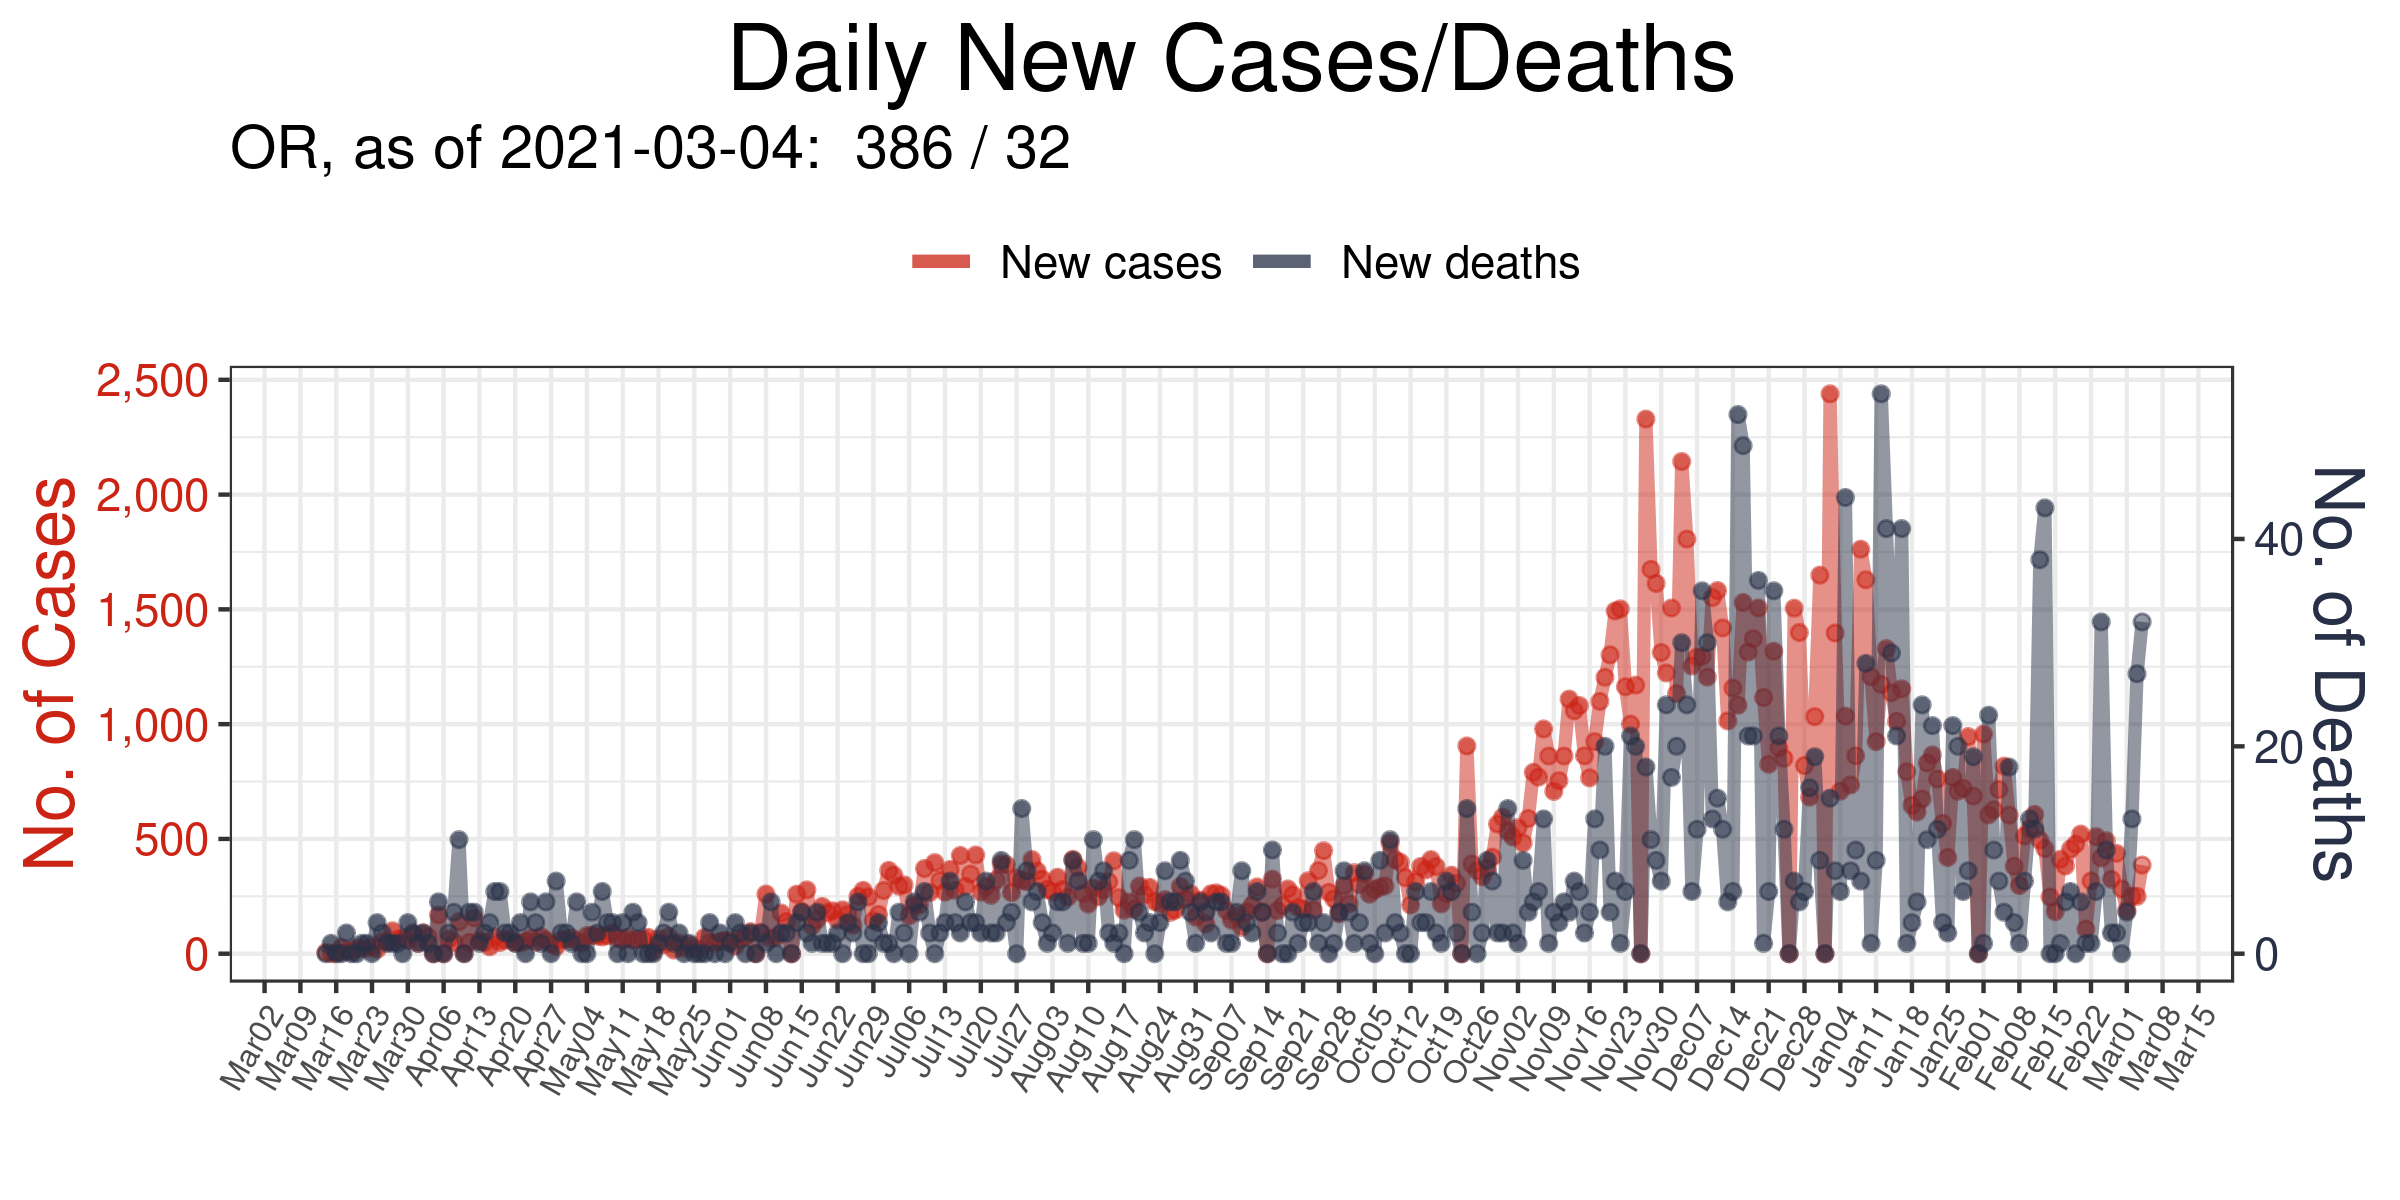 Daily New Cases/Deaths
OR, as of 2021-03-04:  386 / 32
New cases
New deaths
No. of Cases
2,500
2,000
1,500
1,000
500
0
40
20
0
No. of Deaths
Mar02
Mar09
Mar16
Mar23
Mar30
Apr06
Apr13
Apr20
Apr27
May04
May11
May18
May25
Jun01
Jun08
Jun15
Jun22
Jun29
Jul06
Jul13
Jul20
Jul27
Aug03
Aug10
Aug17
Aug24
Aug31
Sep07
Sep14
Sep21
Sep28
Oct05
Oct12
Oct19
Oct26
Nov02
Nov09
Nov16
Nov23
Nov30
Dec07
Dec14
Dec21
Dec28
Jan04
Jan11
Jan18
Jan25
Feb01
Feb08
Feb15
Feb22
Mar01
Mar08
Mar15